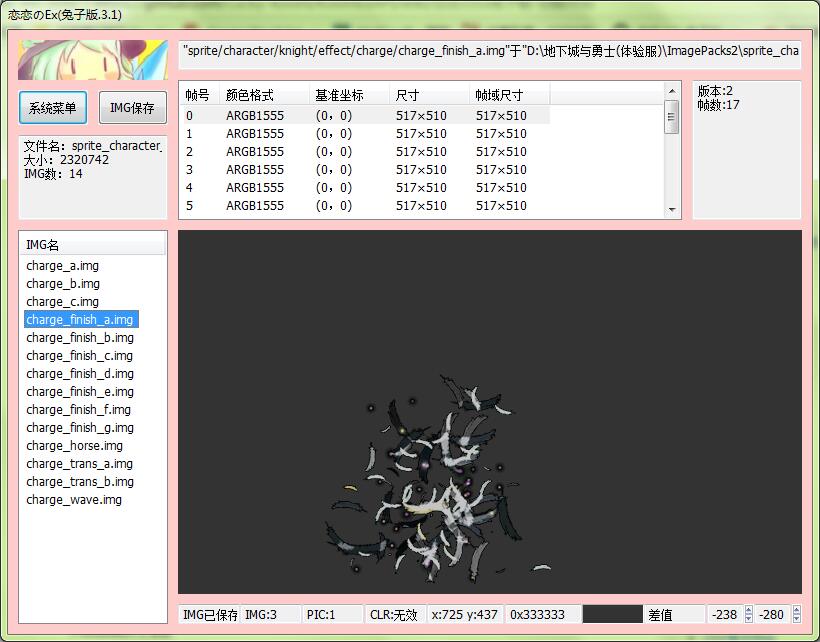 恋恋のEx(兔子版.3.1)
"sprite/character/knight/effect/charge/charge_finish_a.img"于"D:\地下城与勇士(体验服)\ImagePacks2\sprite_cha
系统菜单 IMG保存
文件名：sprite_character_
大小：2320742
IMG数：14
帧号 颜色格式 基准坐标 尺寸 帧域尺寸
0 ARGB1555 (0，0) 517×510 517×510
1 ARGB1555 (0，0) 517×510 517×510
2 ARGB1555 (0，0) 517×510 517×510
3 ARGB1555 (0，0) 517×510 517×510
4 ARGB1555 (0，0) 517×510 517×510
5 ARGB1555 (0，0) 517×510 517×510
版本:2
帧数:17
IMG名
charge_a.img
charge_b.img
charge_c.img
charge_finish_a.img
charge_finish_b.img
charge_finish_c.img
charge_finish_d.img
charge_finish_e.img
charge_finish_f.img
charge_finish_g.img
charge_horse.img
charge_trans_a.img
charge_trans_b.img
charge_wave.img
IMG已保存 IMG:3 PIC:1 CLR:无效 x:725 y:437 0x333333 差值 -238 -280